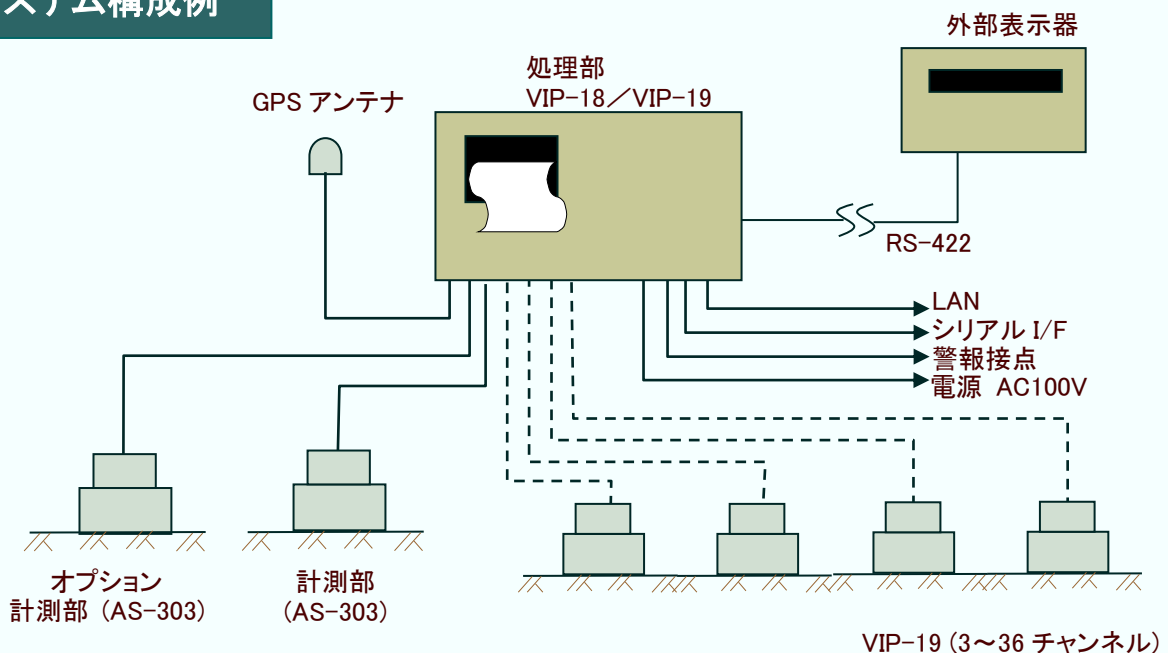 ステム構成例
外部表示器
処理部
VIP-18／VIP-19
GPS アンテナ
RS-422
LAN
シリアル I/F
警報接点
電源 AC100V
オプション
計測部 (AS-303)
計測部
(AS-303)
VIP-19 (3～36 チャンネル)